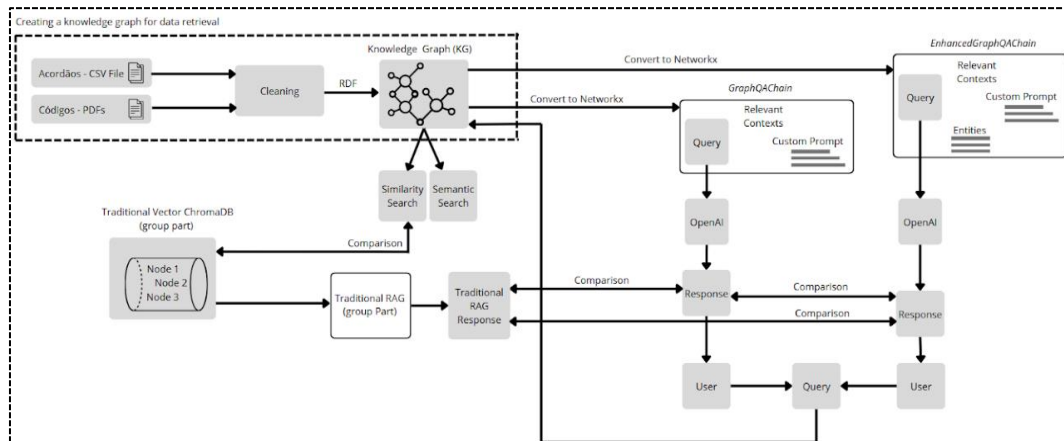 Creating a knowledge graph for data retrieval
Acordãos - CSV File
Códigos - PDFs
Cleaning
RDF
Knowledge Graph (KG)
Convert to Networkx
Convert to Networkx
EnhancedGraphQAChain
Relevant
Contexts
Query
Custom Prompt
Entities
GraphQAChain
Relevant
Contexts
Custom Prompt
Query
Similarity
Search
Semantic
Search
OpenAI
OpenAI
Traditional Vector ChromaDB
(group part)
Comparison
Node 1
Node 2
Node 3
Traditional RAG
(group Part)
Traditional
RAG
Response
Comparison
Response
Comparison
Comparison
Response
User
Query
User